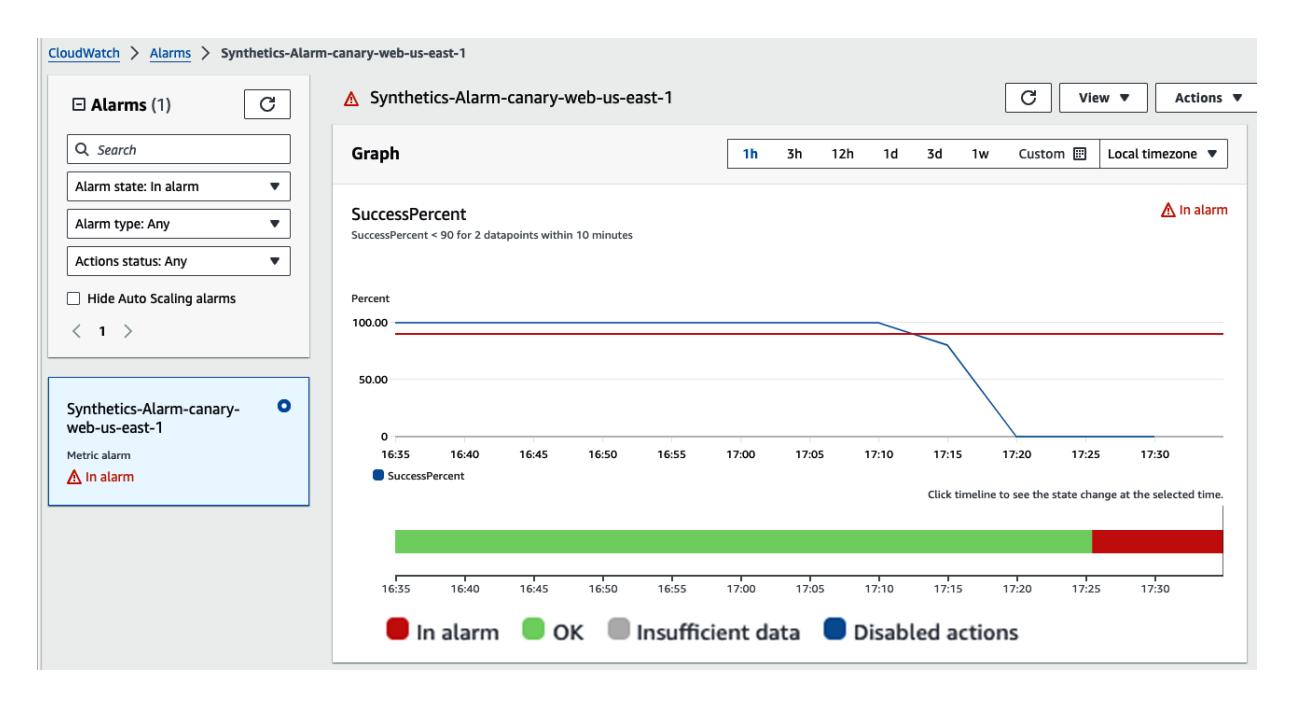 CloudWatch > Alarms > Synthetics-Alarm-canary-web-us-east-1
Alarms (1)
Search
Alarm state: In alarm
Alarm type: Any
Actions status: Any
Hide Auto Scaling alarms
< 1 >
Synthetics-Alarm-canary-
web-us-east-1
Metric alarm
In alarm
Synthetics-Alarm-canary-web-us-east-1
View
Actions
Graph
1h 3h 12h 1d 3d 1w Custom Local timezone
SuccessPercent
In alarm
SuccessPercent < 90 for 2 datapoints within 10 minutes
Percent
100.00
50.00
0
16:35 16:40 16:45 16:50 16:55 17:00 17:05 17:10 17:15 17:20 17:25 17:30
SuccessPercent
Click timeline to see the state change at the selected time.
16:35 16:40 16:45 16:50 16:55 17:00 17:05 17:10 17:15 17:20 17:25 17:30
In alarm OK Insufficient data Disabled actions